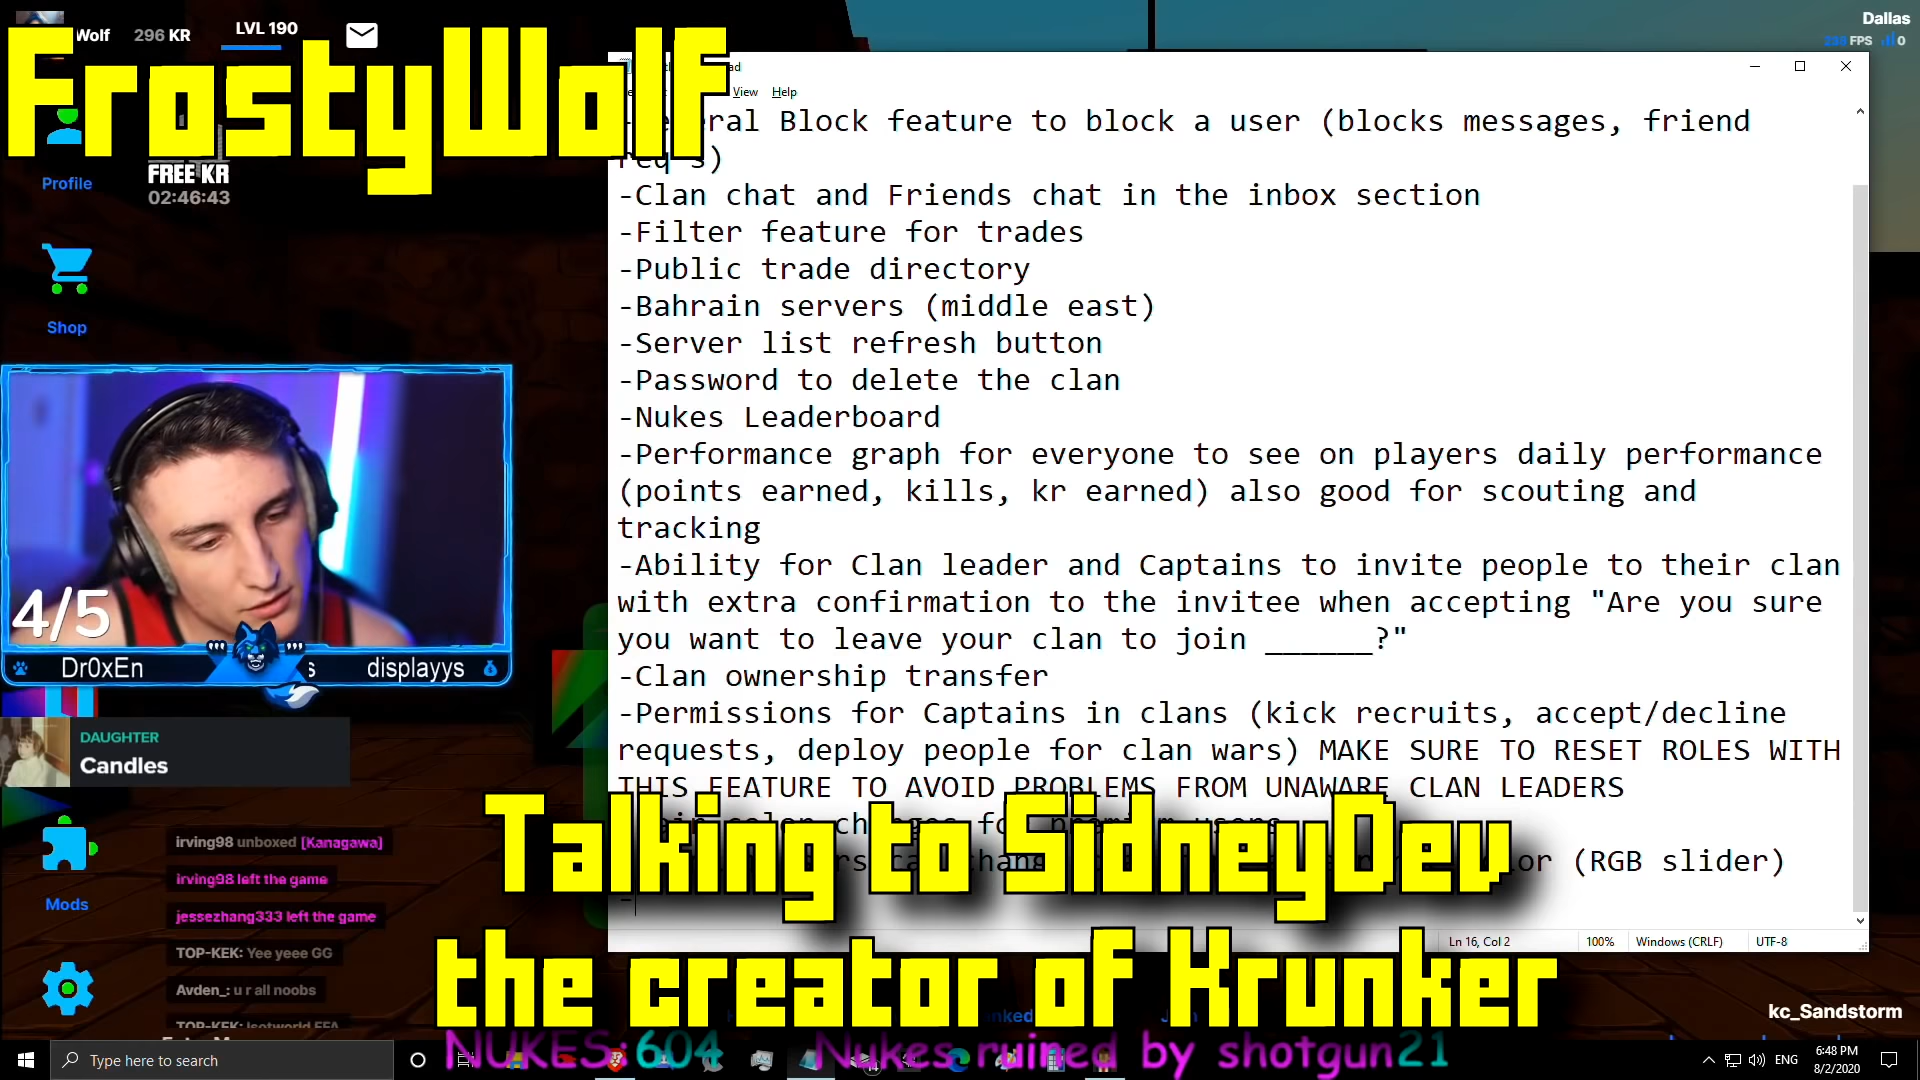 Wolf 296 KR LVL 190
FrostyWolf
Dallas
FPS 0
View Help
Profile
FREE KR
02:46:43
Shop
Block feature to block a user (blocks messages, friend
req's)
-Clan chat and Friends chat in the inbox section
-Filter feature for trades
-Public trade directory
-Bahrain servers (middle east)
-Server list refresh button
-Password to delete the clan
-Nukes Leaderboard
-Performance graph for everyone to see on players daily performance
(points earned, kills, kr earned) also good for scouting and
tracking
-Ability for Clan leader and Captains to invite people to their clan
with extra confirmation to the invitee when accepting "Are you sure
you want to leave your clan to join ______?"
-Clan ownership transfer
-Permissions for Captains in clans (kick recruits, accept/decline
requests, deploy people for clan wars) MAKE SURE TO RESET ROLES WITH
THIS FEATURE TO AVOID PROBLEMS FROM UNAWARE CLAN LEADERS
(RGB slider)
-
4/5
Dr0xEn
displayys
DAUGHTER
Candles
Talking to SidneyDev
the creator of Krunker
irving98 unboxed [Kanagawa]
irving98 left the game
jessezhang333 left the game
TOP-KEK: Yee yeee GG
Avden_: u r all noobs
TOP-KEK: lsotworld FFA
Mods
Ln 16, Col 2 100% Windows (CRLF) UTF-8
kc_Sandstorm
NUKES: 604 Nukes ruined by shotgun 21
Type here to search
ENG
6:48 PM
8/2/2020